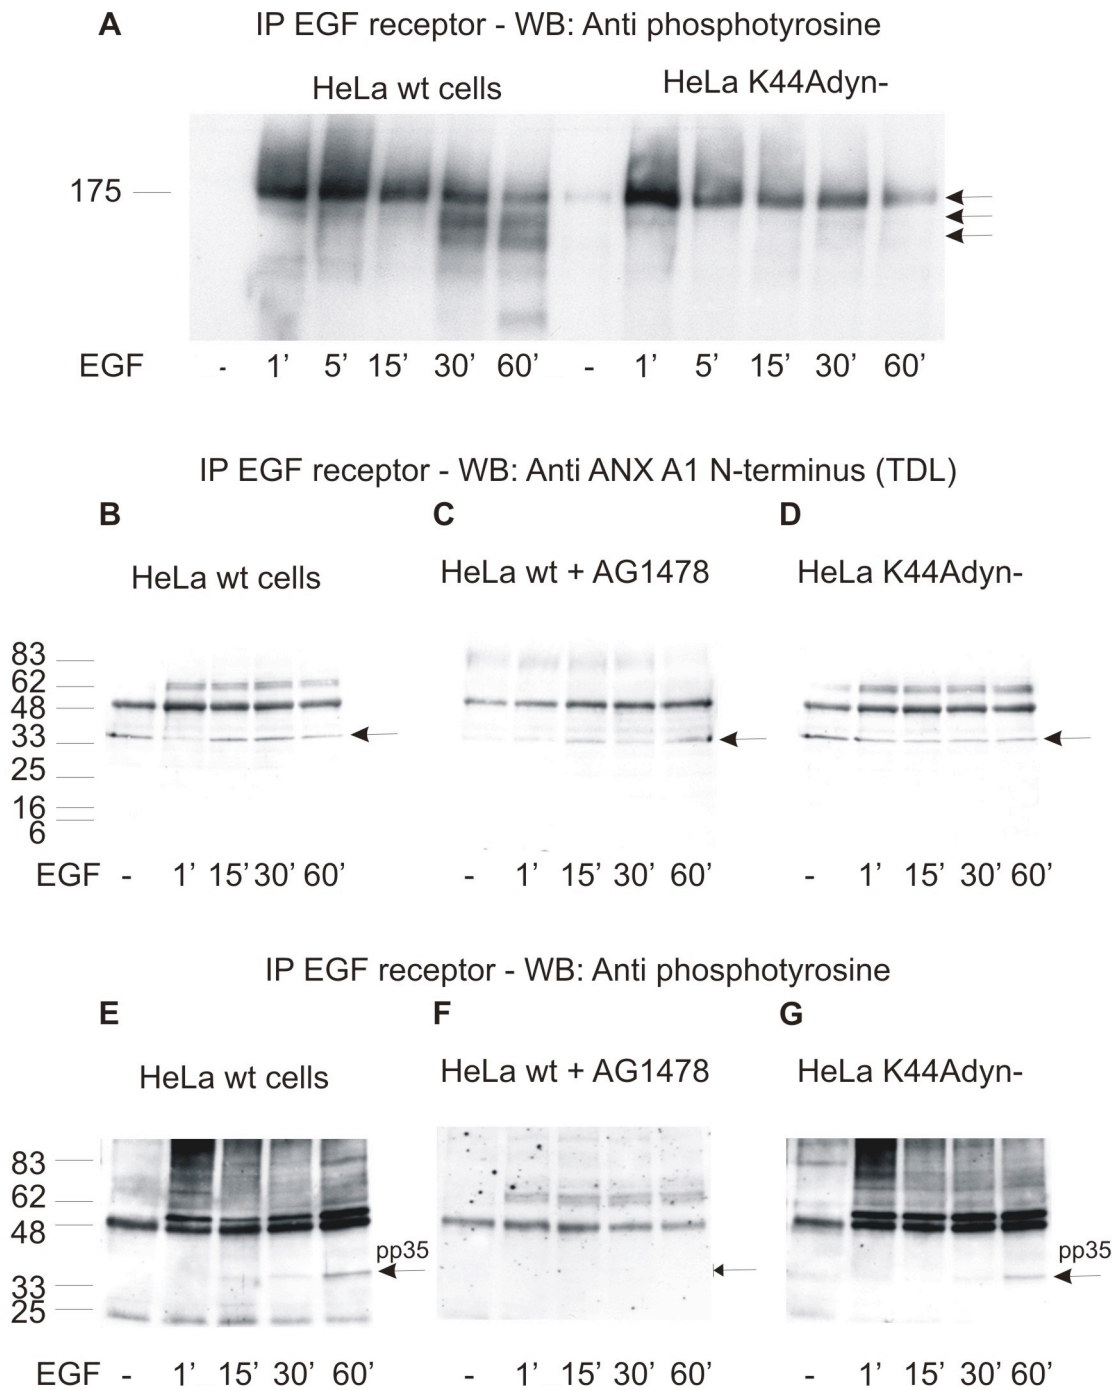 A
IP EGF receptor - WB: Anti phosphotyrosine
HeLa wt cells
HeLa K44Adyn-
175
EGF - 1’ 5’ 15’ 30’ 60’ - 1’ 5’ 15’ 30’ 60’
IP EGF receptor - WB: Anti ANX A1 N-terminus (TDL)
B
C
D
HeLa wt cells
HeLa wt + AG1478
HeLa K44Adyn-
83
62
48
33
25
16
6
EGF - 1’ 15’ 30’ 60’ - 1’ 15’ 30’ 60’ - 1’ 15’ 30’ 60’
IP EGF receptor - WB: Anti phosphotyrosine
E
F
G
HeLa wt cells
HeLa wt + AG1478
HeLa K44Adyn-
83
62
48
33
25
pp35
pp35
EGF - 1’ 15’ 30’ 60’ - 1’ 15’ 30’ 60’ - 1’ 15’ 30’ 60’